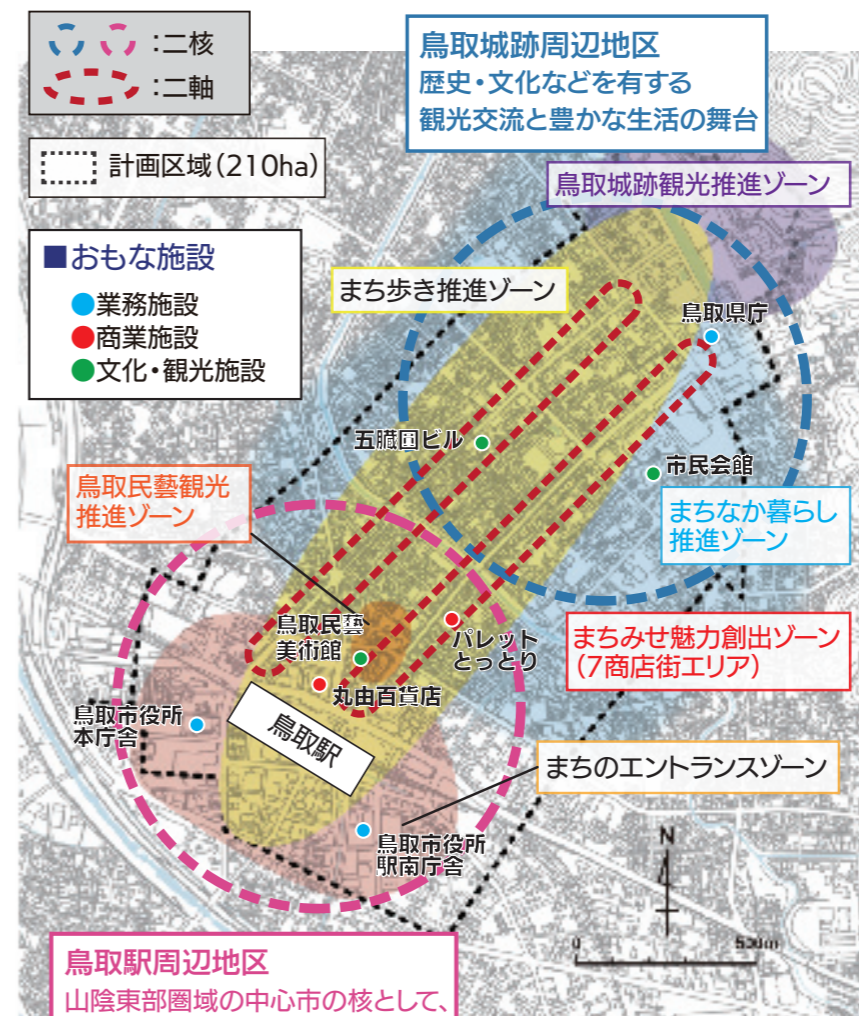 ：二核
：二軸
計画区域（210ha）
■おもな施設
●業務施設
●商業施設
●文化・観光施設
鳥取城跡周辺地区
歴史・文化などを有する
観光交流と豊かな生活の舞台
鳥取城跡観光推進ゾーン
まち歩き推進ゾーン
鳥取県庁
五臓圓ビル
市民会館
鳥取民藝観光
推進ゾーン
まちなか暮らし
推進ゾーン
鳥取民藝
美術館
パレット
とっとり
まちみせ魅力創出ゾーン
（7商店街エリア）
丸由百貨店
鳥取市役所
本庁舎
鳥取駅
まちのエントランスゾーン
鳥取市役所
駅南庁舎
N
0 500m
鳥取駅周辺地区
山陰東部圏域の中心市の核として、